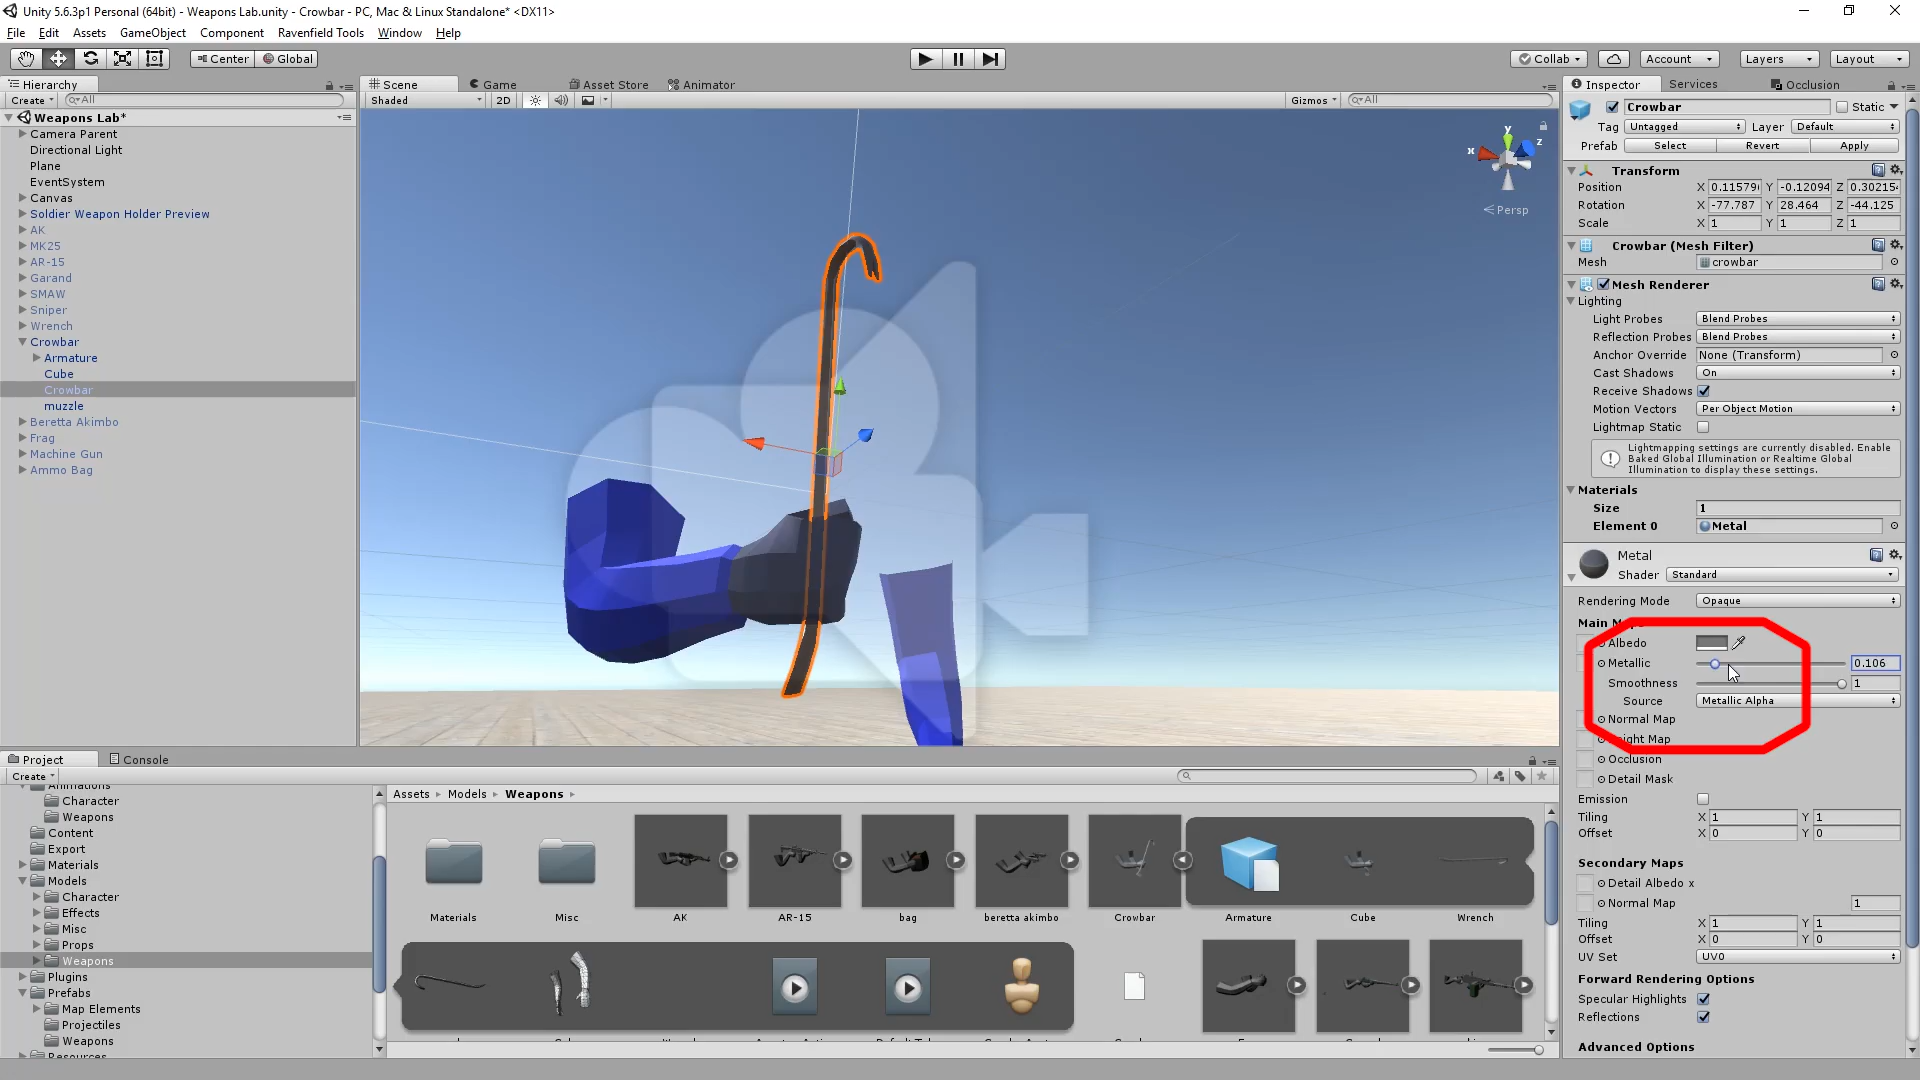 Unity 5.6.3p1 Personal (64bit) - Weapons Lab.unity - Crowbar - PC, Mac & Linux Standalone* <DX11>
File Edit Assets GameObject Component Ravenfield Tools Window Help
Center Global Collab Account Layers Layout
Hierarchy
Create All
Weapons Lab*
Camera Parent
Directional Light
Plane
EventSystem
Canvas
Soldier Weapon Holder Preview
AK
MK25
AR-15
Garand
SMAW
Sniper
Wrench
Crowbar
Armature
Cube
Crowbar
muzzle
Beretta Akimbo
Frag
Machine Gun
Ammo Bag
Scene Game Asset Store Animator
Shaded 2D Gizmos All
y
x
z
Persp
Inspector Services Occlusion
Crowbar Static
Tag Untagged Layer Default
Prefab Select Revert Apply
Transform
Position X 0.11579 Y -0.12094 Z 0.30215
Rotation X -77.787 Y 28.464 Z -44.125
Scale X 1 Y 1 Z 1
Crowbar (Mesh Filter)
Mesh crowbar
Mesh Renderer
Lighting
Light Probes Blend Probes
Reflection Probes Blend Probes
Anchor Override None (Transform)
Cast Shadows On
Receive Shadows
Motion Vectors Per Object Motion
Lightmap Static
Lightmapping settings are currently disabled. Enable
Baked Global Illumination or Realtime Global
Illumination to display these settings.
Materials
Size 1
Element 0 Metal
Metal
Shader Standard
Rendering Mode Opaque
Main
Albedo
Metallic 0.106
Smoothness 1
Source Metallic Alpha
Normal Map
Map
Occlusion
Detail Mask
Emission
Tiling X 1 Y 1
Offset X 0 Y 0
Secondary Maps
Detail Albedo x
Normal Map 1
Tiling X 1 Y 1
Offset X 0 Y 0
UV Set UV0
Forward Rendering Options
Specular Highlights
Reflections
Advanced Options
Project Console
Create
Animations
Character
Weapons
Content
Export
Materials
Models
Character
Effects
Misc
Props
Weapons
Plugins
Prefabs
Map Elements
Projectiles
Weapons
Resources
Assets Models Weapons
Materials Misc AK AR-15 bag beretta akimbo Crowbar Armature Cube Wrench